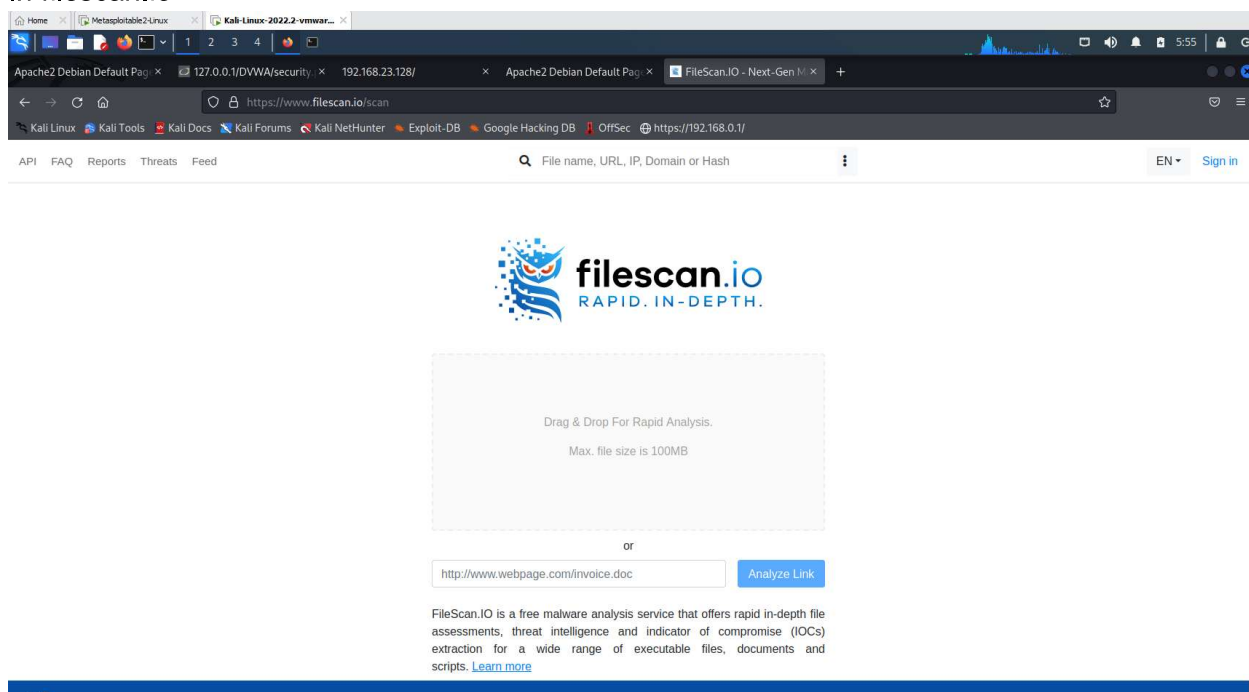 Home Metasploitable2-Linux Kali-Linux-2022.2-vmwar...
1 2 3 4 5:55
Apache2 Debian Default Pag 127.0.0.1/DVWA/security. 192.168.23.128/ Apache2 Debian Default Pag FileScan.IO - Next-Gen M
https://www.filescan.io/scan
Kali Linux Kali Tools Kali Docs Kali Forums Kali NetHunter Exploit-DB Google Hacking DB OffSec https://192.168.0.1/
API FAQ Reports Threats Feed File name, URL, IP, Domain or Hash EN Sign in
filescan.io
RAPID. IN-DEPTH.
Drag & Drop For Rapid Analysis.
Max. file size is 100MB
or
http://www.webpage.com/invoice.doc Analyze Link
FileScan.IO is a free malware analysis service that offers rapid in-depth file
assessments, threat intelligence and indicator of compromise (IOCs)
extraction for a wide range of executable files, documents and
scripts. Learn more